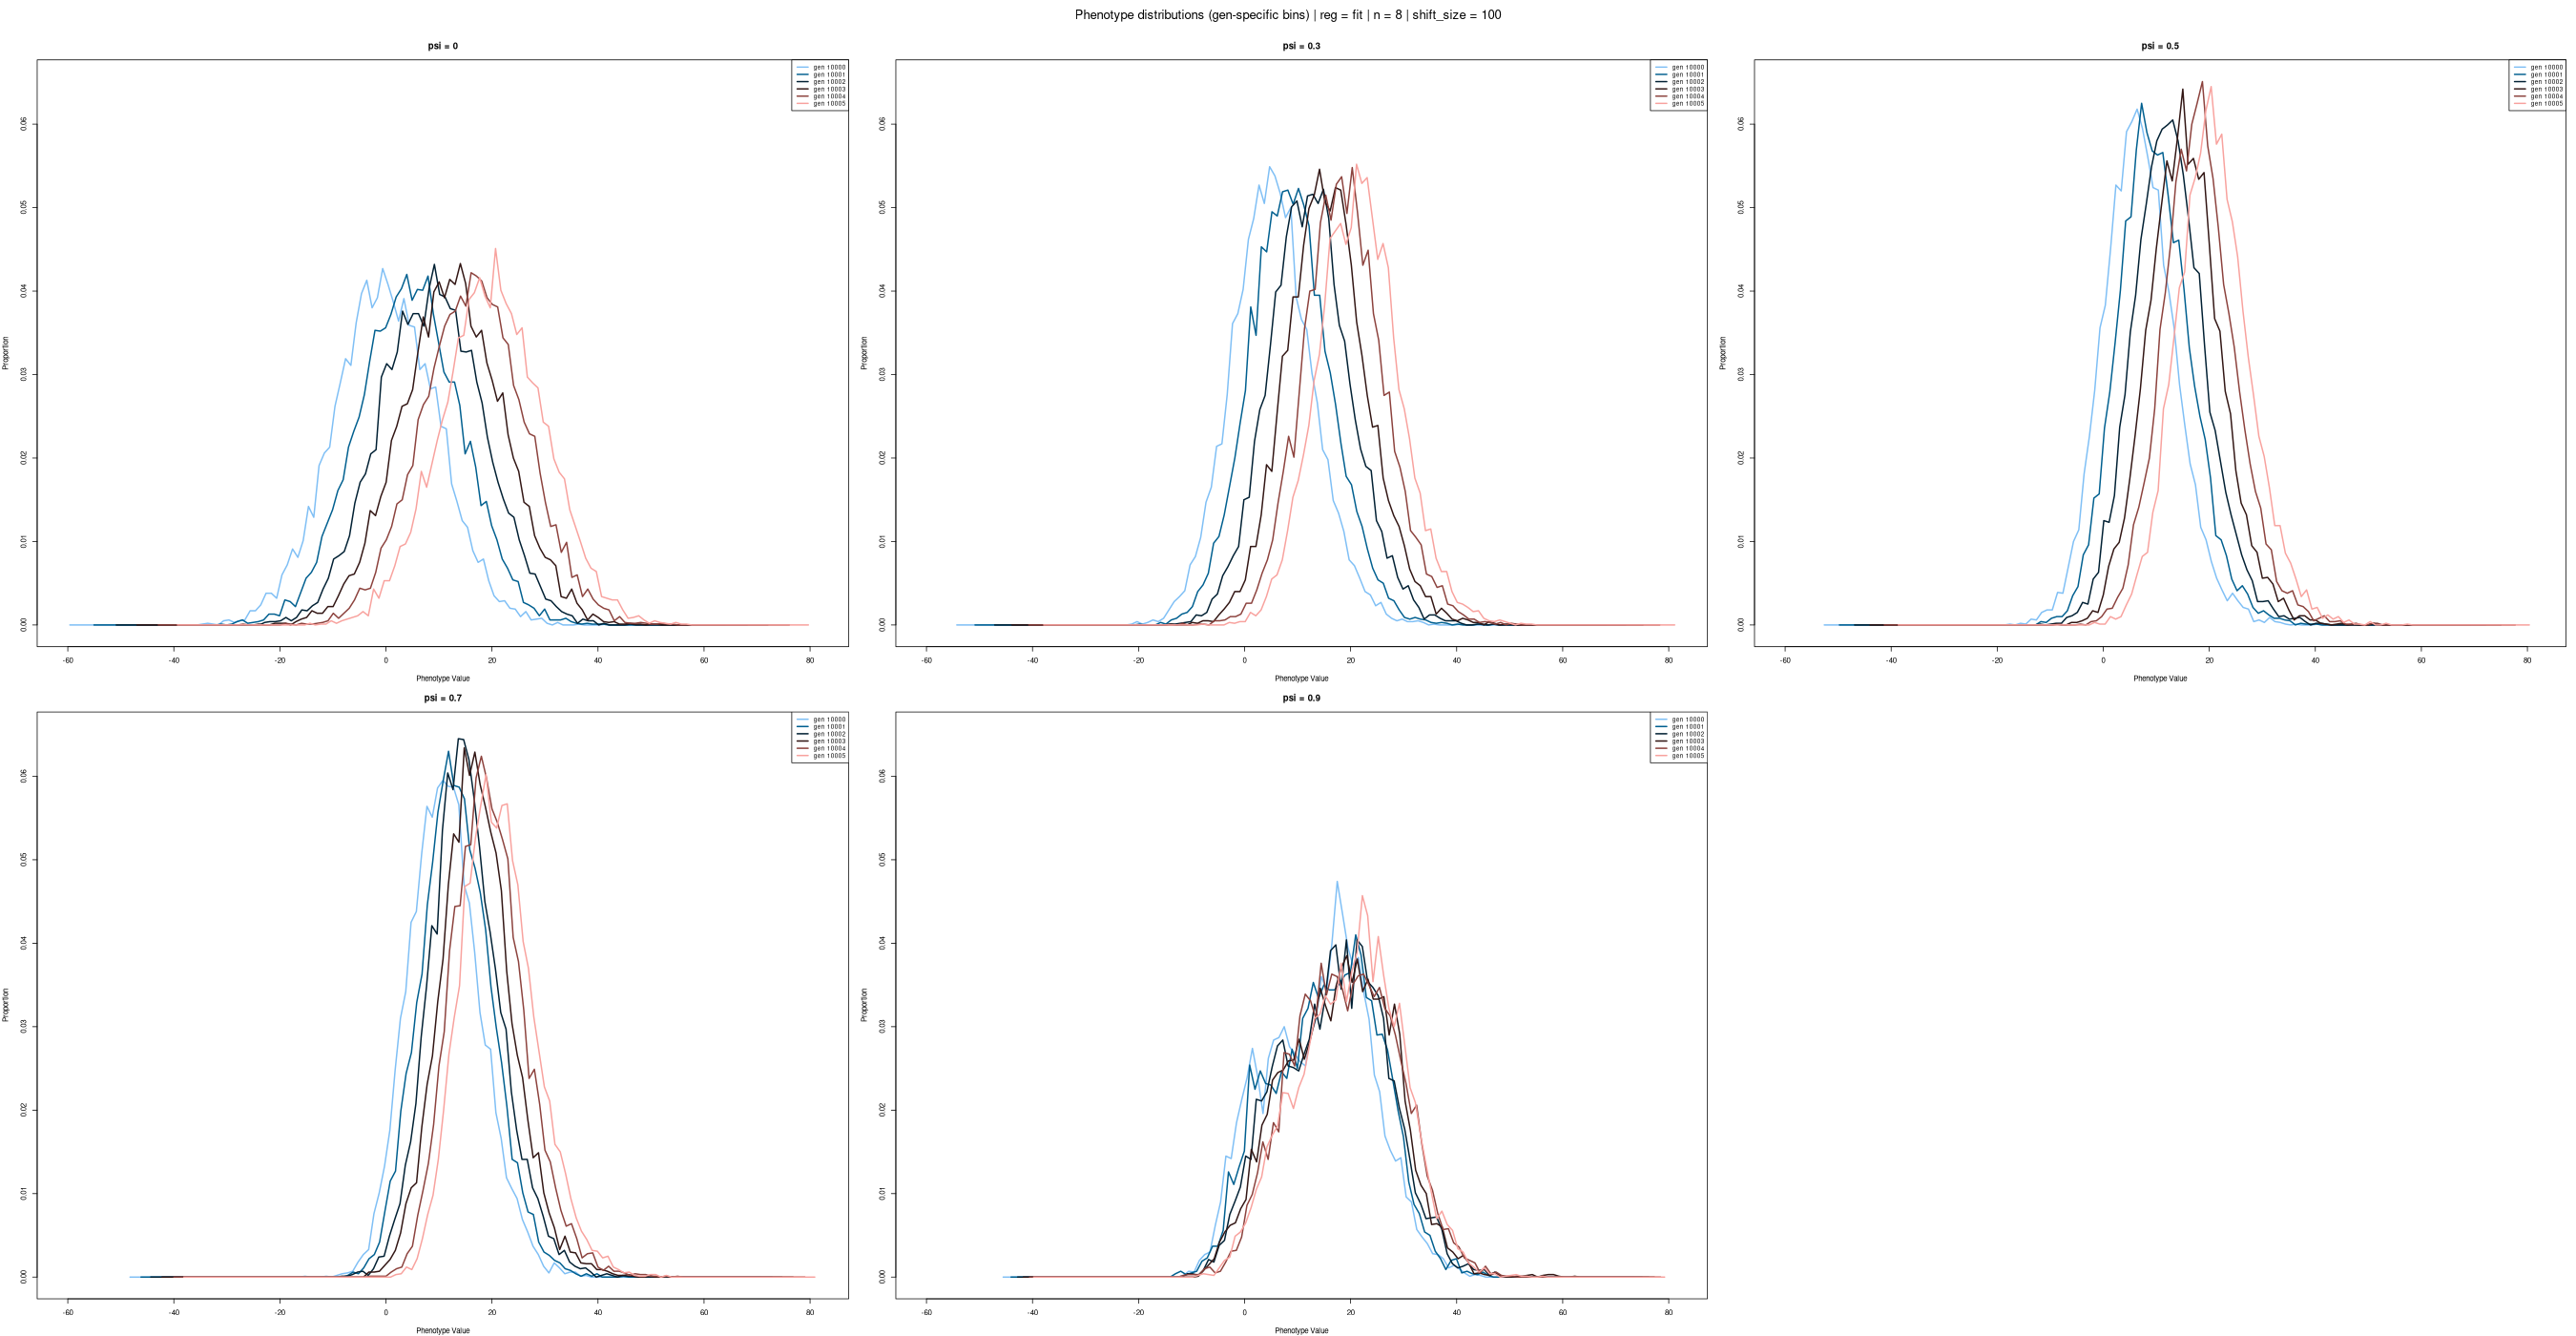 Phenotype distributions (gen-specific bins) | reg = fit | n = 8 | shift_size = 100
psi = 0
gen 10000
gen 10001
gen 10002
gen 10003
gen 10004
gen 10005
Proportion
0.06
0.05
0.04
0.03
0.02
0.01
0.00
-60 -40 -20 0 20 40 60 80
Phenotype Value
psi = 0.3
gen 10000
gen 10001
gen 10002
gen 10003
gen 10004
gen 10005
Proportion
0.06
0.05
0.04
0.03
0.02
0.01
0.00
-60 -40 -20 0 20 40 60 80
Phenotype Value
psi = 0.5
gen 10000
gen 10001
gen 10002
gen 10003
gen 10004
gen 10005
Proportion
0.06
0.05
0.04
0.03
0.02
0.01
0.00
-60 -40 -20 0 20 40 60 80
Phenotype Value
psi = 0.7
gen 10000
gen 10001
gen 10002
gen 10003
gen 10004
gen 10005
Proportion
0.06
0.05
0.04
0.03
0.02
0.01
0.00
-60 -40 -20 0 20 40 60 80
Phenotype Value
psi = 0.9
gen 10000
gen 10001
gen 10002
gen 10003
gen 10004
gen 10005
Proportion
0.06
0.05
0.04
0.03
0.02
0.01
0.00
-60 -40 -20 0 20 40 60 80
Phenotype Value